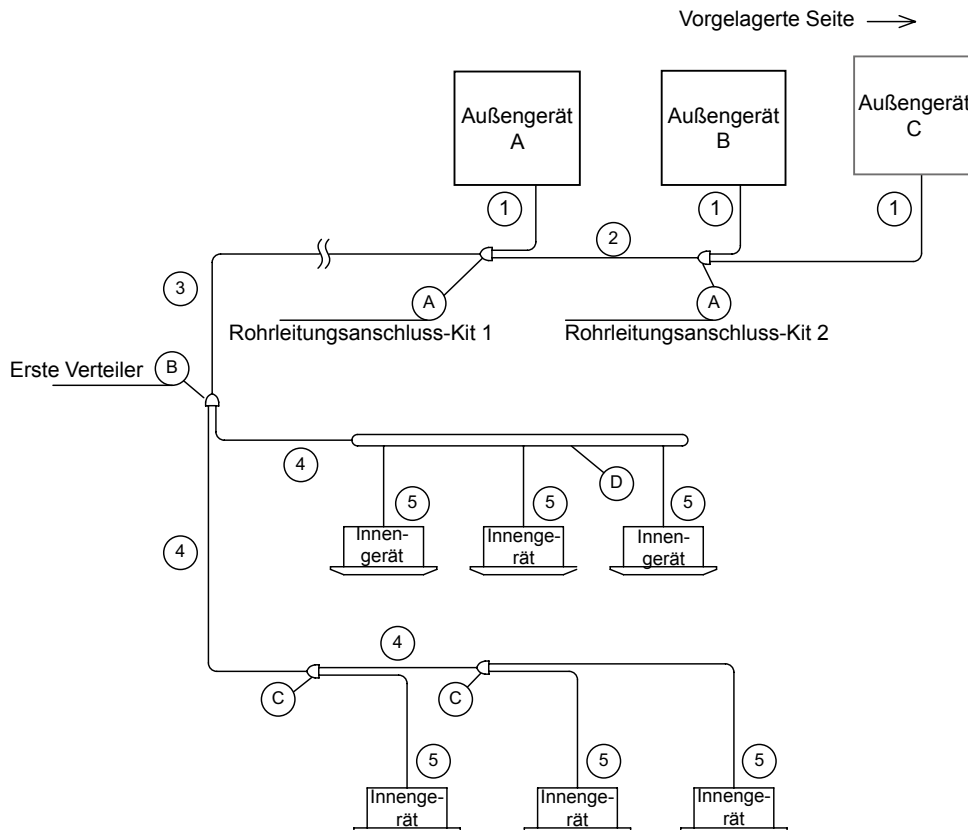 Vorgelagerte Seite
Außengerät
A
Außengerät
B
Außengerät
C
1
1
1
2
3
A
A
Rohrleitungsanschluss-Kit 1
Rohrleitungsanschluss-Kit 2
Erste Verteiler
B
4
D
5
5
5
Innen-
gerät
Innenge-
rät
Innen-
gerät
4
4
C
C
5
5
5
Innenge-
rät
Innenge-
rät
Innenge-
rät